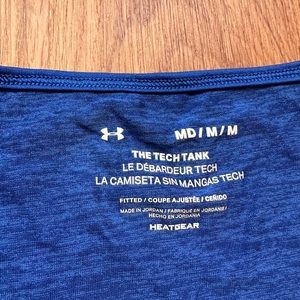 MD / M / M
THE TECH TANK
LE DÉBARDEUR TECH
LA CAMISETA SIN MANGAS TECH
FITTED / COUPE AJUSTÉE / CEÑIDO
MADE IN JORDAN / FABRIQUÉ EN JORDANIE /
HECHO EN JORDANIA
HEATGEAR